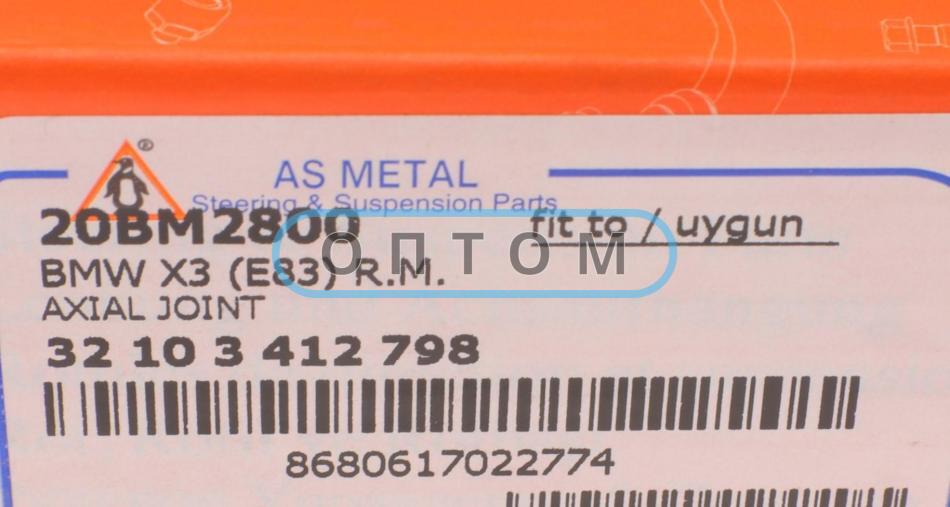 ®
AS METAL
Steering & Suspension Parts
20BM2800
fit to / uygun
ОПТОМ
BMW X3 (E83) R.M.
AXIAL JOINT
32 10 3 412 798
8680617022774